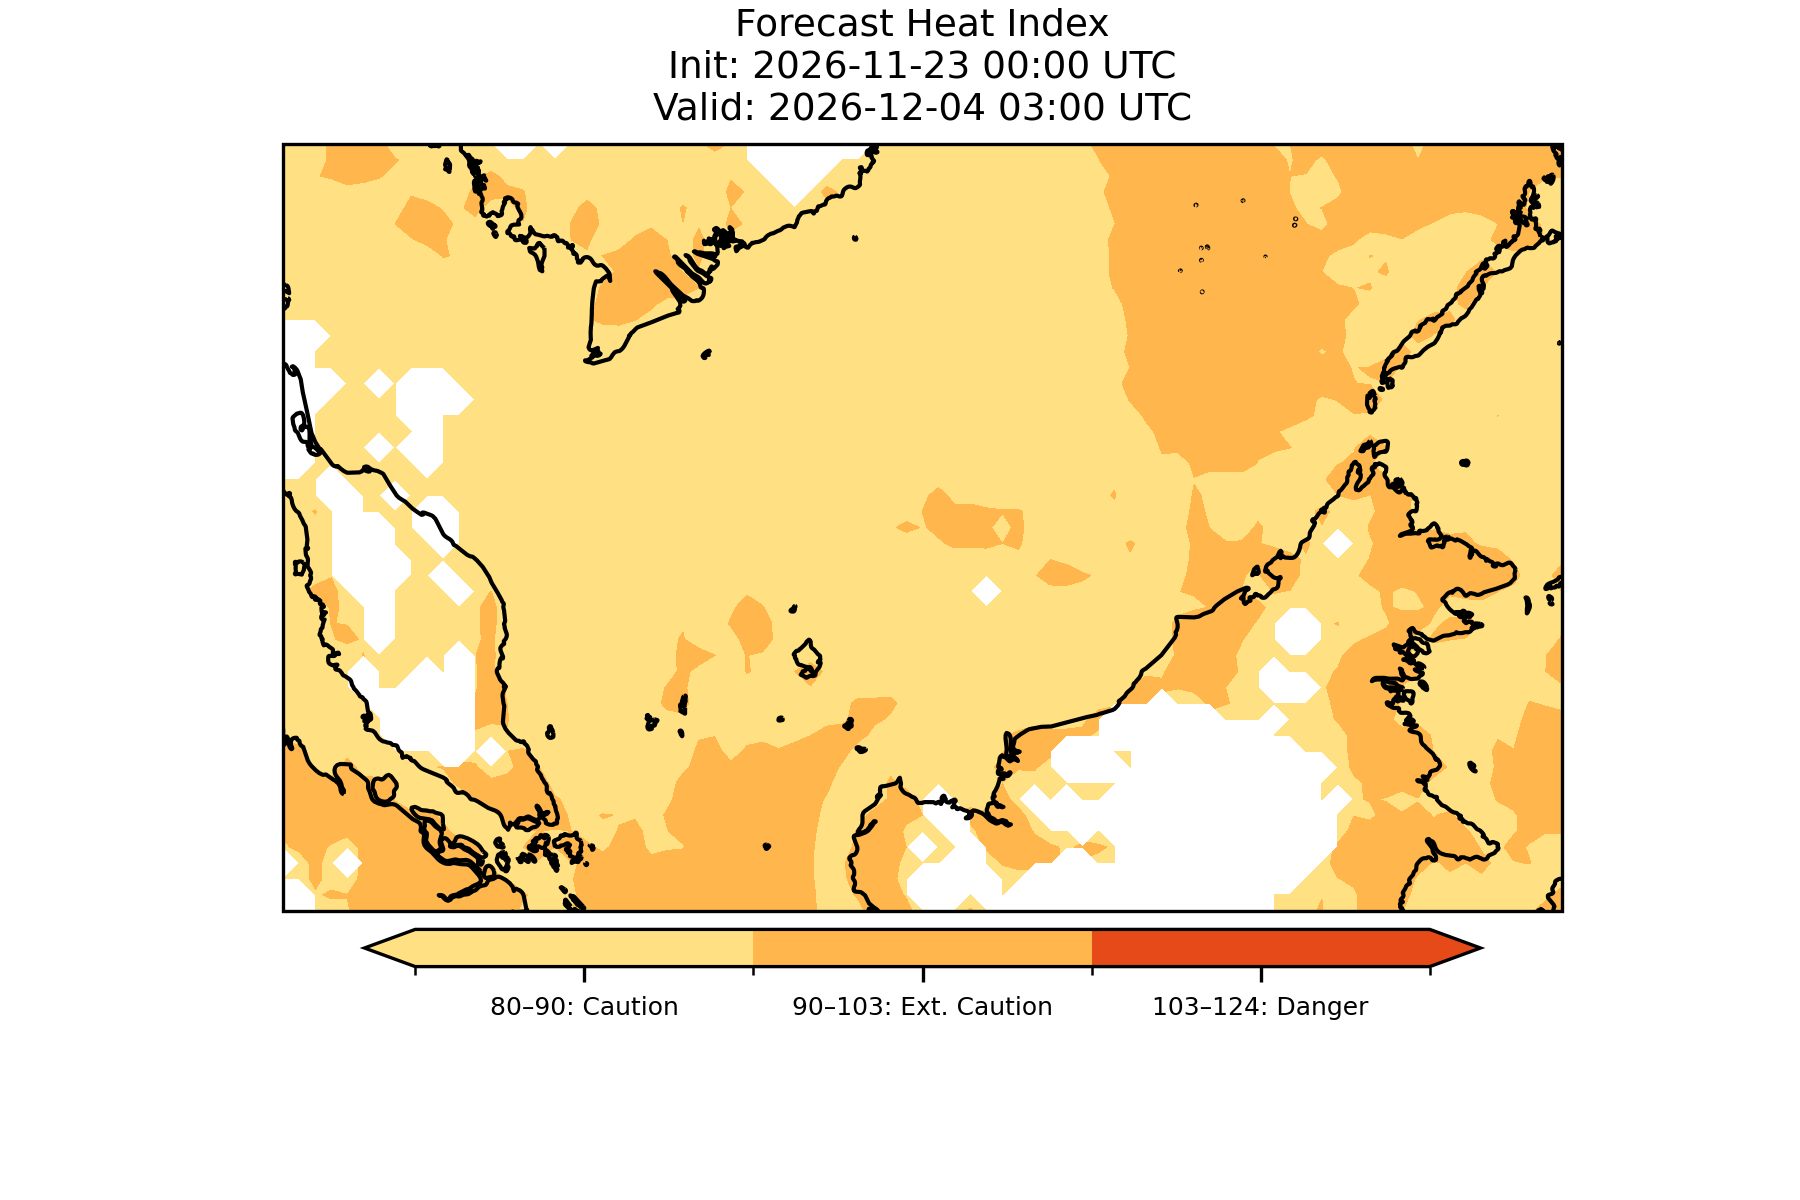 Forecast Heat Index
Init: 2026-11-23 00:00 UTC
Valid: 2026-12-04 03:00 UTC
80–90: Caution
90–103: Ext. Caution
103–124: Danger